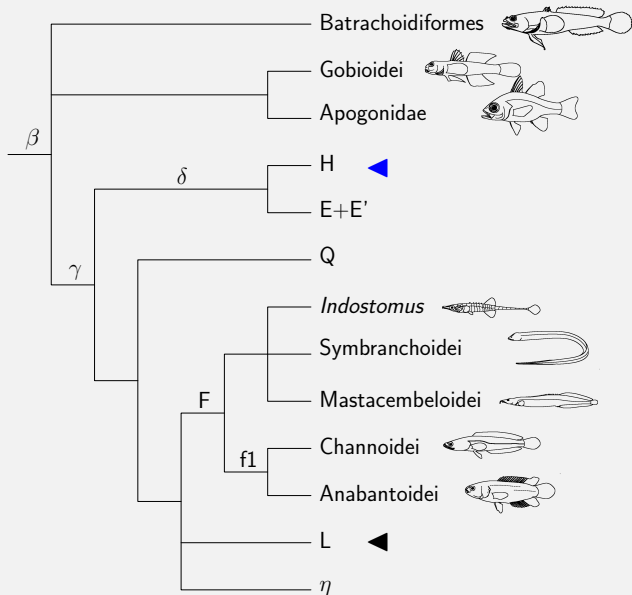 Batrachoidiformes
Gobioidei
Apogonidae
β
H
δ
E+E'
Q
γ
Indostomus
Symbranchoidei
F
Mastacembeloidei
Channoidei
f1
Anabantoidei
L
η